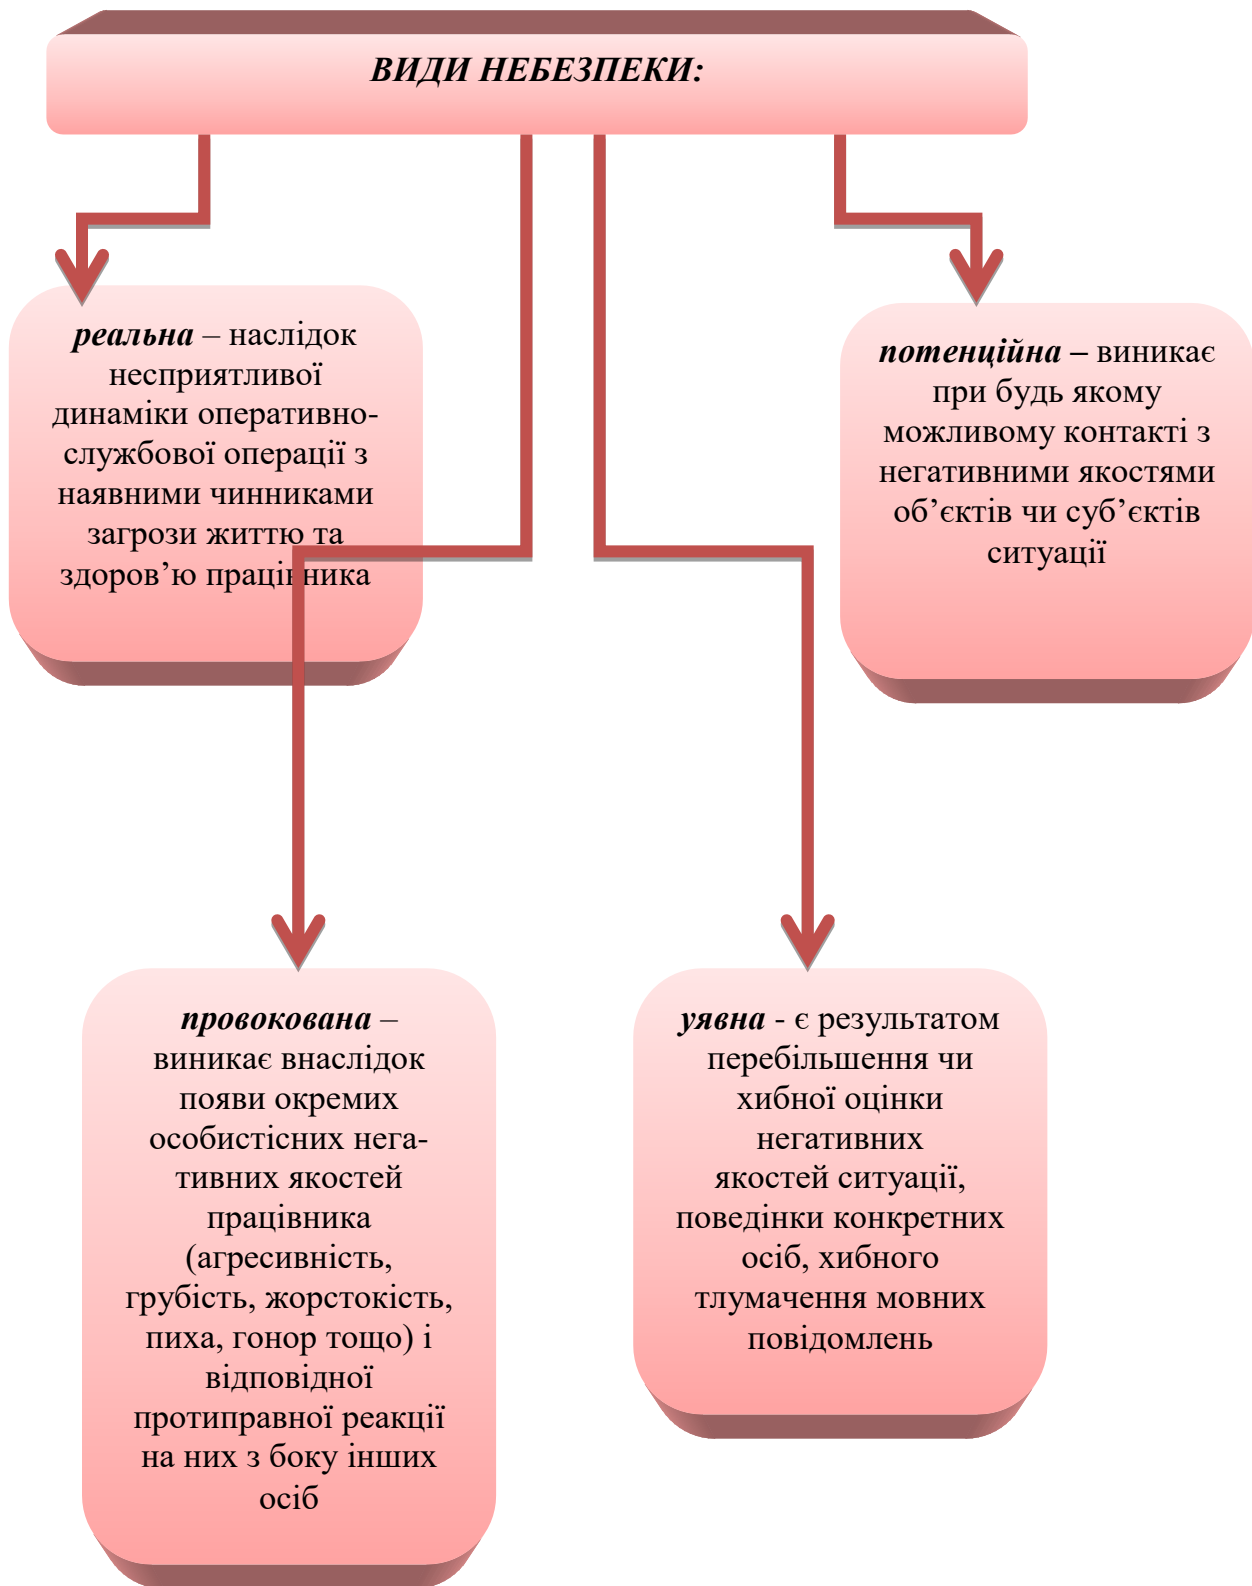 ВИДИ НЕБЕЗПЕКИ:
реальна – наслідок
несприятливої
динаміки оперативно-
службової операції з
наявними чинниками
загрози життю та
здоров’ю працівника
потенційна – виникає
при будь якому
можливому контакті з
негативними якостями
об’єктів чи суб’єктів
ситуації
провокована –
виникає внаслідок
появи окремих
особистісних нега-
тивних якостей
працівника
(агресивність,
грубість, жорстокість,
пиха, гонор тощо) і
відповідної
протиправної реакції
на них з боку інших
осіб
уявна - є результатом
перебільшення чи
хибної оцінки
негативних
якостей ситуації,
поведінки конкретних
осіб, хибного
тлумачення мовних
повідомлень